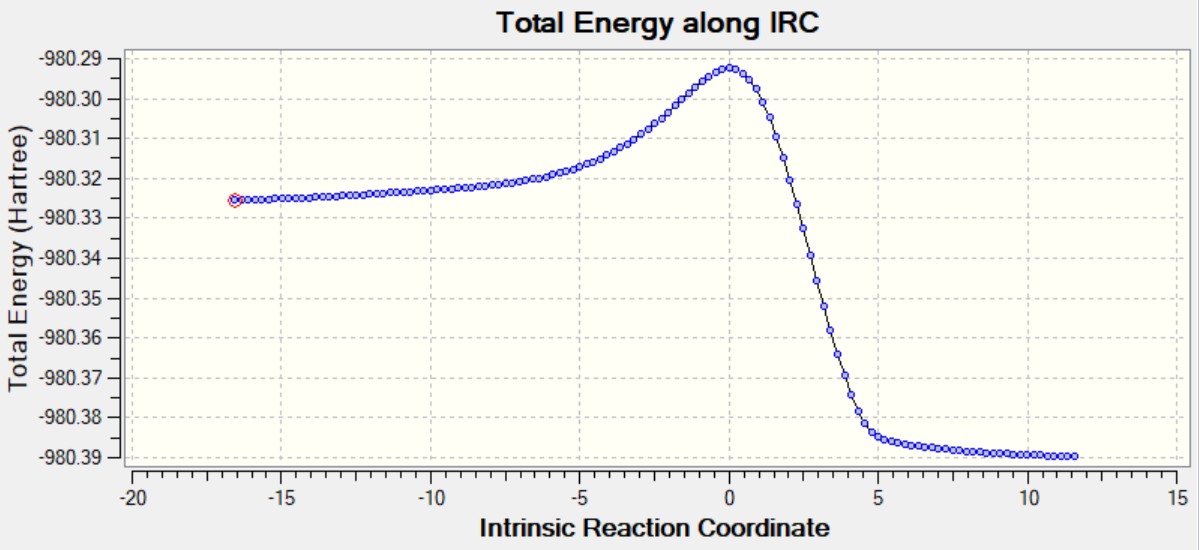 Total Energy along IRC
Total Energy (Hartree)
-980.29
-980.30
-980.31
-980.32
-980.33
-980.34
-980.35
-980.36
-980.37
-980.38
-980.39
-20 -15 -10 -5 0 5 10 15
Intrinsic Reaction Coordinate